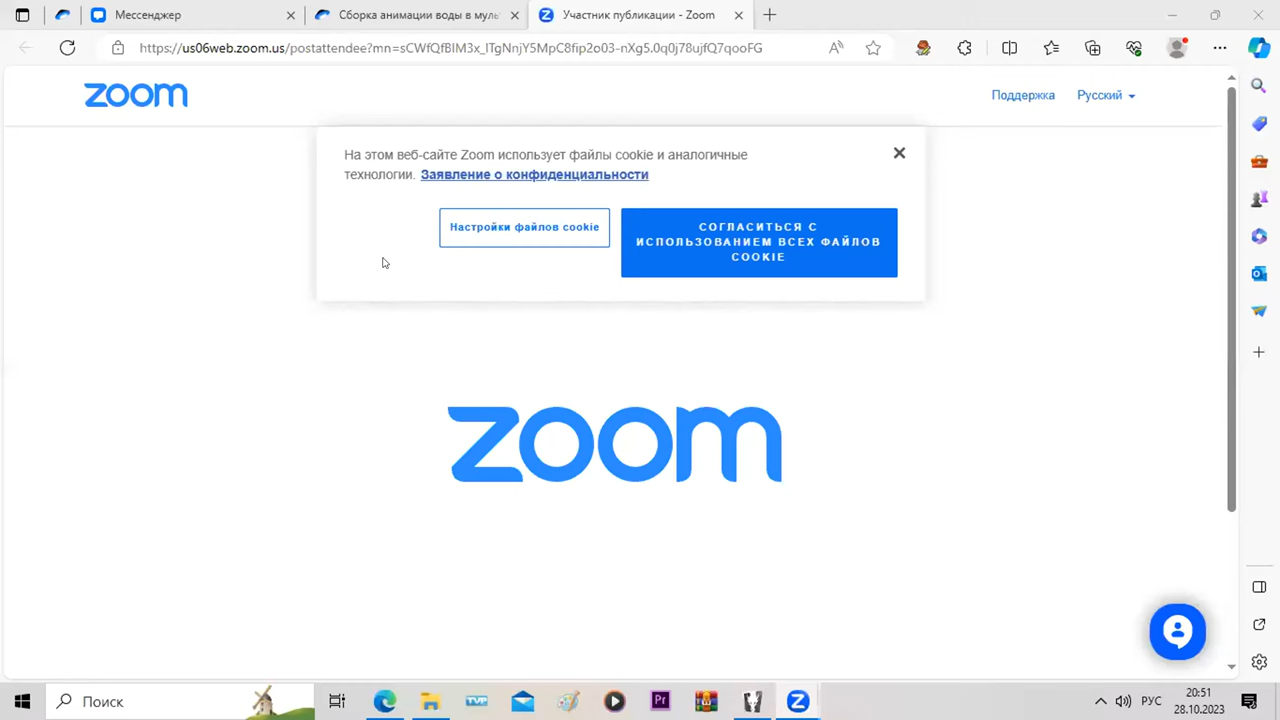 Мессенджер
Сборка анимации воды в муль
Участник публикации - Zoom
https://us06web.zoom.us/postattendee?mn=sCWfQfBIM3x_ITgNnjY5MpC8fip2o03-nXg5.0q0j78ujfQ7qooFG
zoom
Поддержка
Русский
На этом веб-сайте Zoom использует файлы cookie и аналогичные
технологии. Заявление о конфиденциальности
Настройки файлов cookie
СОГЛАСИТЬСЯ С
ИСПОЛЬЗОВАНИЕМ ВСЕХ ФАЙЛОВ
COOKIE
zoom
Поиск
Pr
РУС
20:51
28.10.2023